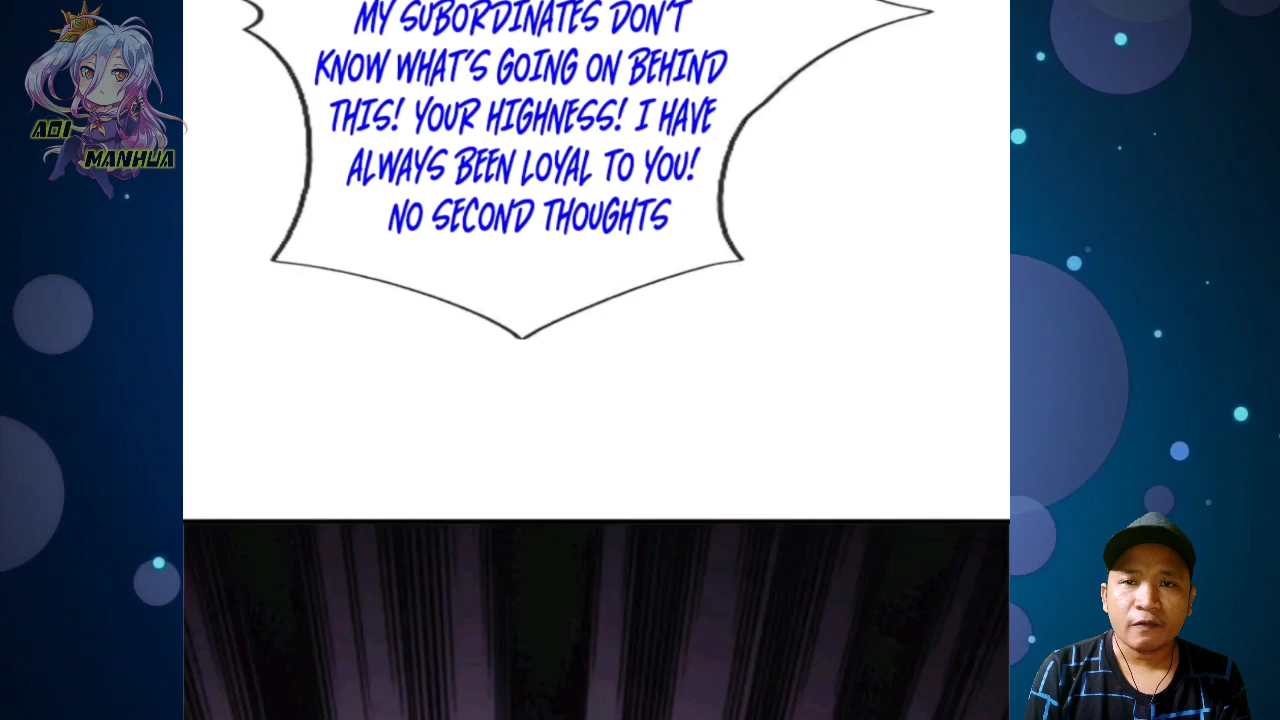 MY SUBORDINATES DON'T
KNOW WHAT'S GOING ON BEHIND
THIS! YOUR HIGHNESS! I HAVE
ALWAYS BEEN LOYAL TO YOU!
NO SECOND THOUGHTS
AOI
MANHUA